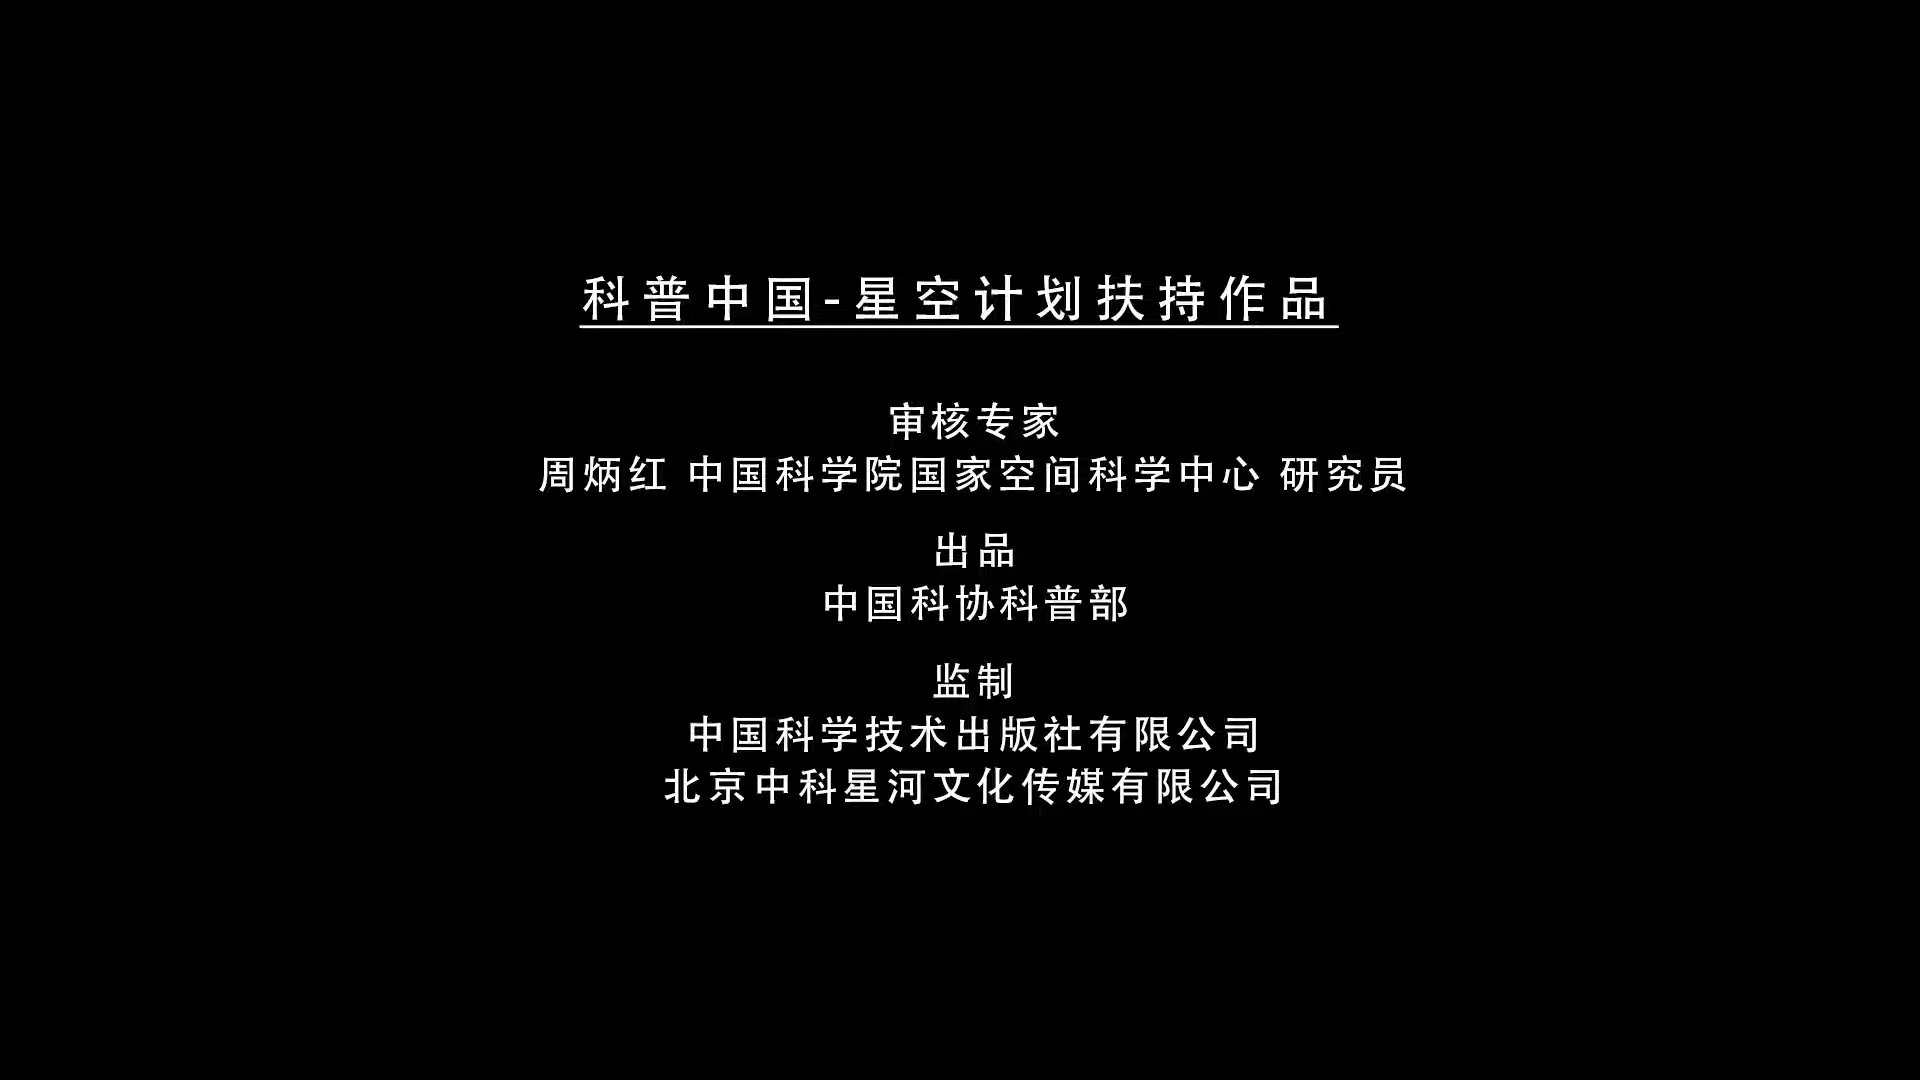 科普中国-星空计划扶持作品
审核专家
周炳红 中国科学院国家空间科学中心 研究员
出品
中国科协科普部
监制
中国科学技术出版社有限公司
北京中科星河文化传媒有限公司